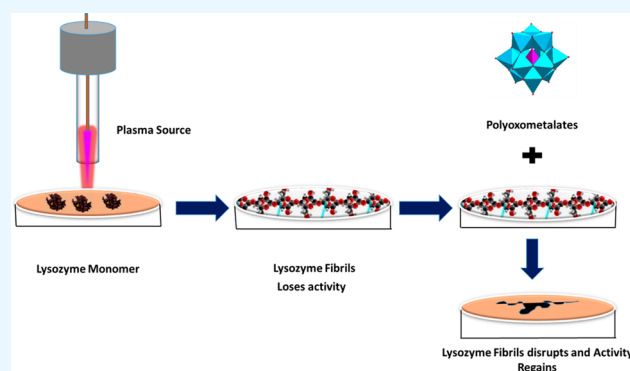 Plasma Source
Polyoxometalates
Lysozyme Monomer
Lysozyme Fibrils
Loses activity
Lysozyme Fibrils disrupts and Activity
Regains